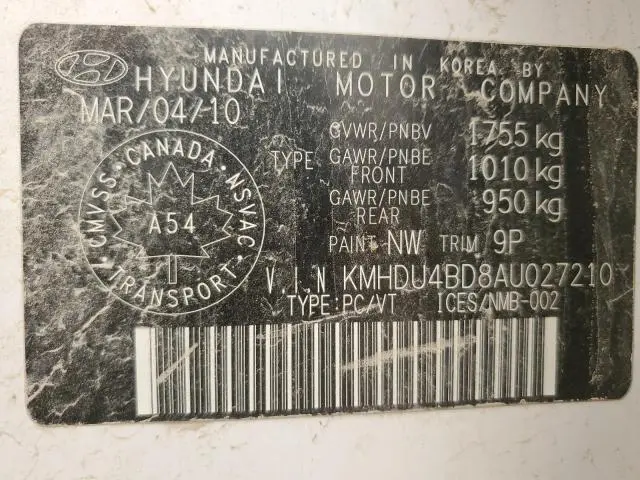 MANUFACTURED IN KOREA BY
HYUNDAI MOTOR COMPANY
MAR/04/10
GVWR/PNBV 1755 kg
TYPE GAWR/PNBE FRONT 1010 kg
GAWR/PNBE REAR 950 kg
PAINT NW TRIM 9P
CMVSS · CANADA · NSVAC
A54
TRANSPORT
V.I.N KMHDU4BD8AU027210
TYPE:PC/VT ICES/NMB-002